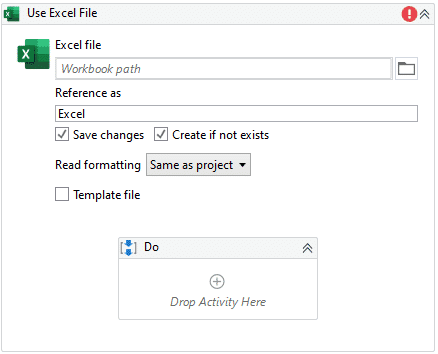 Use Excel File
Excel file
Workbook path
Reference as
Excel
Save changes Create if not exists
Read formatting Same as project
Template file
Do
Drop Activity Here